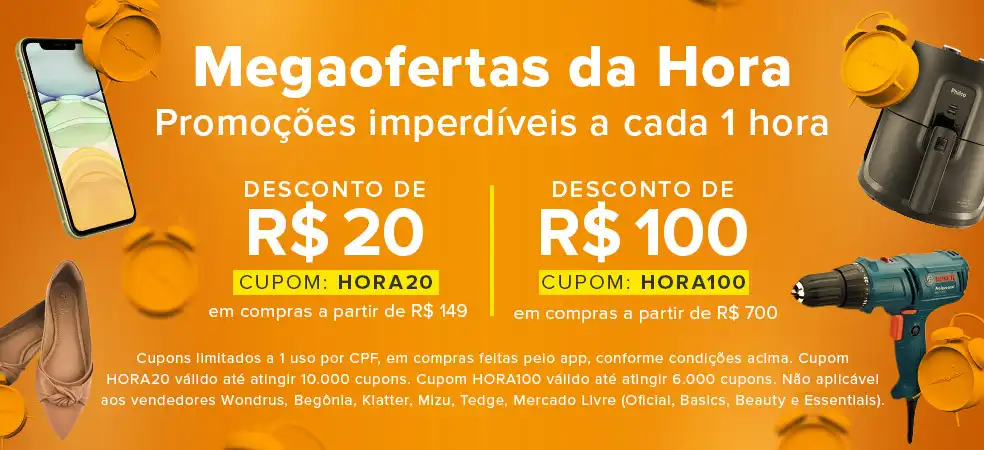 Megaofertas da Hora
Promoções imperdíveis a cada 1 hora
DESCONTO DE
R$ 20
CUPOM: HORA20
em compras a partir de R$ 149
DESCONTO DE
R$ 100
CUPOM: HORA100
em compras a partir de R$ 700
Cupons limitados a 1 uso por CPF, em compras feitas pelo app, conforme condições acima. Cupom
HORA20 válido até atingir 10.000 cupons. Cupom HORA100 válido até atingir 6.000 cupons. Não aplicável
aos vendedores Wondrus, Begônia, Klatter, Mizu, Tedge, Mercado Livre (Oficial, Basics, Beauty e Essentials).
Philco
BOSCH